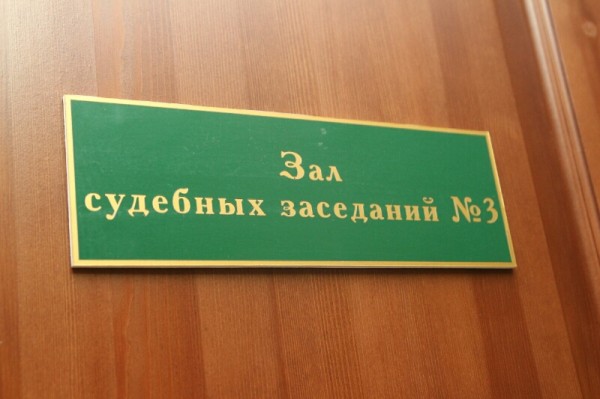 Зал
судебных заседаний №3